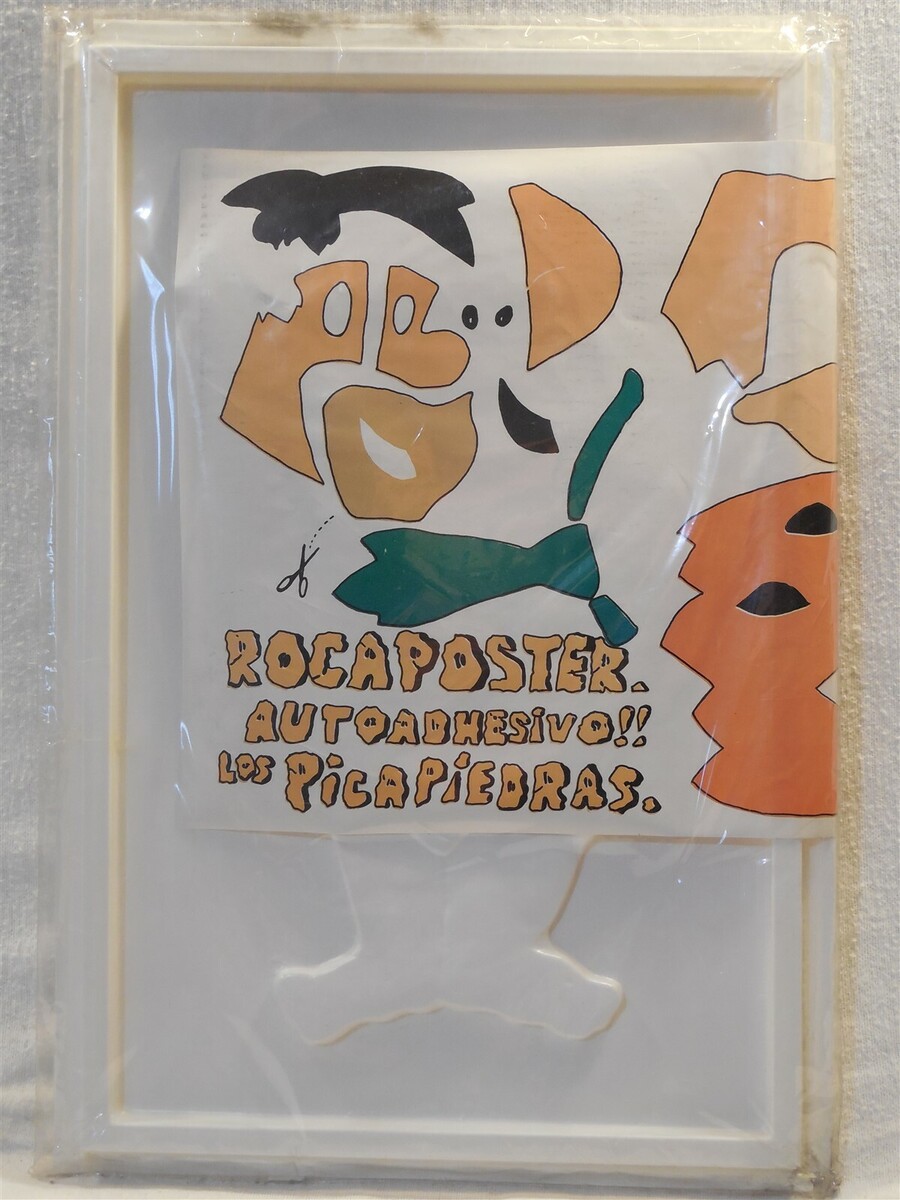 ROCAPOSTER.
AUTOADHESiVO!!
LOS PiCAPiEDRAS.